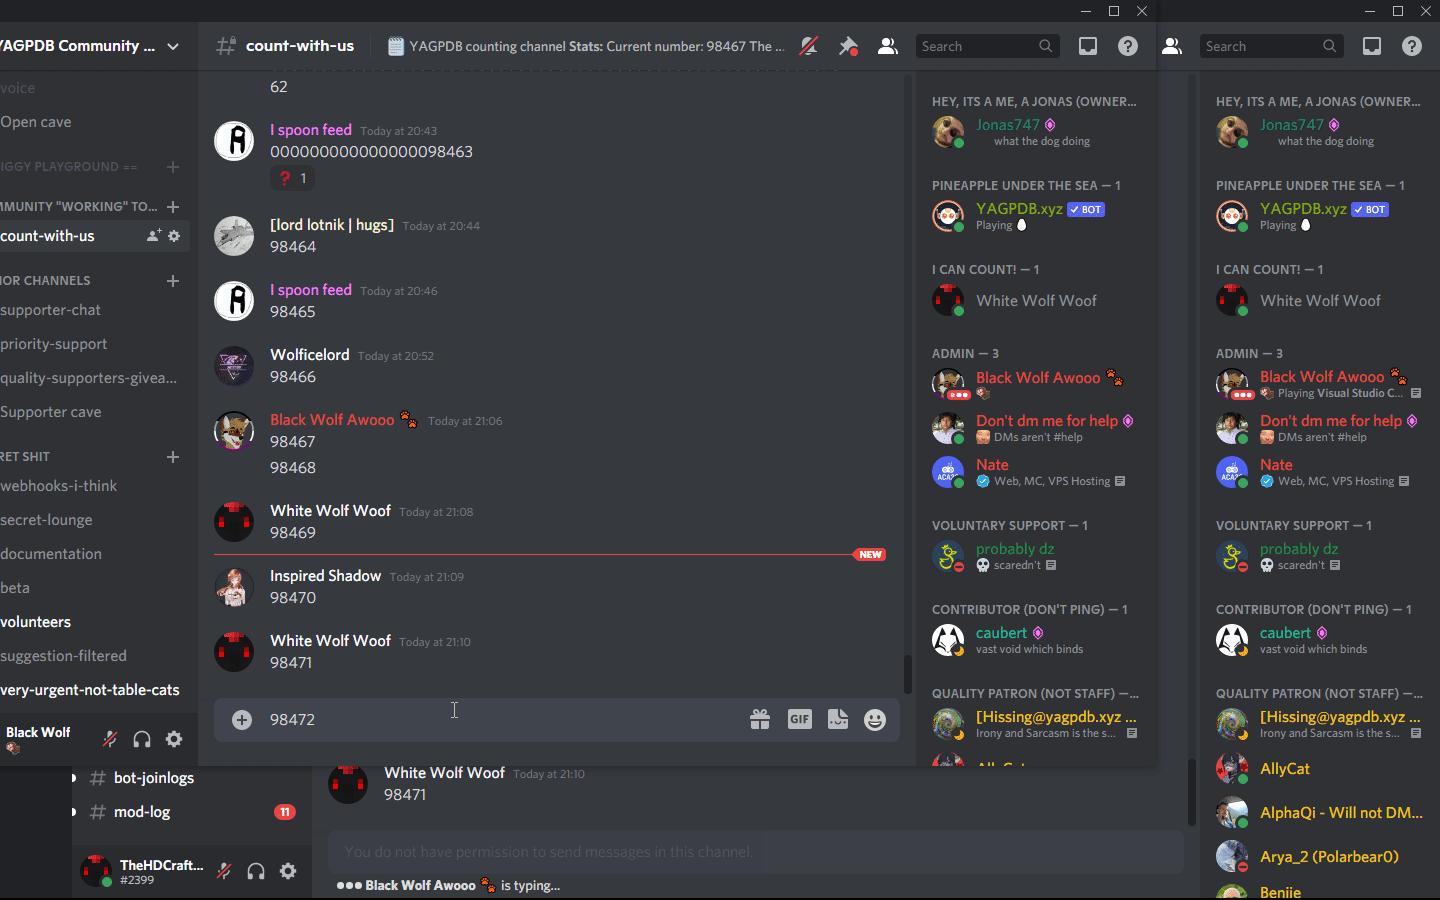 YAGPDB Community ...
count-with-us
YAGPDB counting channel Stats: Current number: 98467 The ...
Search
Search
voice
Open cave
IGGY PLAYGROUND ==
MMUNITY "WORKING" TO...
count-with-us
IOR CHANNELS
supporter-chat
priority-support
quality-supporters-givea...
Supporter cave
RET SHIT
webhooks-i-think
secret-lounge
documentation
beta
volunteers
suggestion-filtered
very-urgent-not-table-cats
Black Wolf
62
I spoon feed Today at 20:43
0000000000000000098463
? 1
[lord lotnik | hugs] Today at 20:44
98464
I spoon feed Today at 20:46
98465
Wolficelord Today at 20:52
98466
Black Wolf Awooo Today at 21:06
98467
98468
White Wolf Woof Today at 21:08
98469
NEW
Inspired Shadow Today at 21:09
98470
White Wolf Woof Today at 21:10
98471
98472
GIF
HEY, ITS A ME, A JONAS (OWNER...
Jonas747
what the dog doing
PINEAPPLE UNDER THE SEA — 1
YAGPDB.xyz BOT
Playing
I CAN COUNT! — 1
White Wolf Woof
ADMIN — 3
Black Wolf Awooo
Don't dm me for help
DMs aren't #help
Nate
Web, MC, VPS Hosting
VOLUNTARY SUPPORT — 1
probably dz
scaredn't
CONTRIBUTOR (DON'T PING) — 1
caubert
vast void which binds
QUALITY PATRON (NOT STAFF) —...
[Hissing@yagpdb.xyz ...
Irony and Sarcasm is the s...
AllyCat
HEY, ITS A ME, A JONAS (OWNER...
Jonas747
what the dog doing
PINEAPPLE UNDER THE SEA — 1
YAGPDB.xyz BOT
Playing
I CAN COUNT! — 1
White Wolf Woof
ADMIN — 3
Black Wolf Awooo
Playing Visual Studio C...
Don't dm me for help
DMs aren't #help
Nate
Web, MC, VPS Hosting
VOLUNTARY SUPPORT — 1
probably dz
scaredn't
CONTRIBUTOR (DON'T PING) — 1
caubert
vast void which binds
QUALITY PATRON (NOT STAFF) —...
[Hissing@yagpdb.xyz ...
Irony and Sarcasm is the s...
AllyCat
AlphaQi - Will not DM...
Arya_2 (Polarbear0)
Benjie
bot-joinlogs
mod-log 11
TheHDCraft...
#2399
White Wolf Woof Today at 21:10
98471
You do not have permission to send messages in this channel.
Black Wolf Awooo is typing...